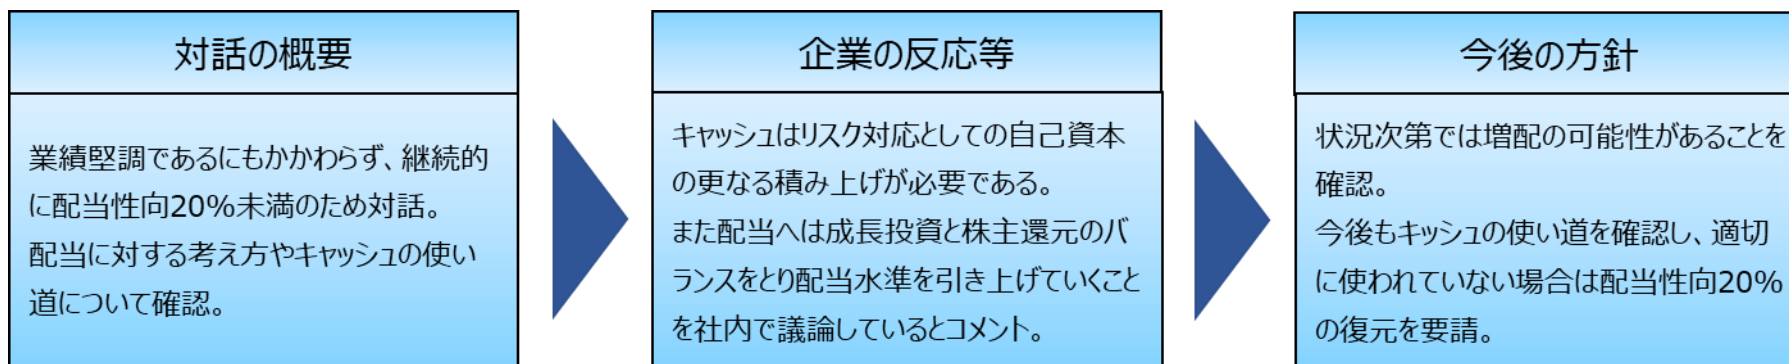 対話の概要
業績堅調であるにもかかわらず、継続的
に配当性向20%未満のため対話。
配当に対する考え方やキャッシュの使い
道について確認。
企業の反応等
キャッシュはリスク対応としての自己資本
の更なる積み上げが必要である。
また配当へは成長投資と株主還元のバ
ランスをとり配当水準を引き上げていくこと
を社内で議論しているとコメント。
今後の方針
状況次第では増配の可能性があることを
確認。
今後もキッシュの使い道を確認し、適切
に使われていない場合は配当性向20%
の復元を要請。